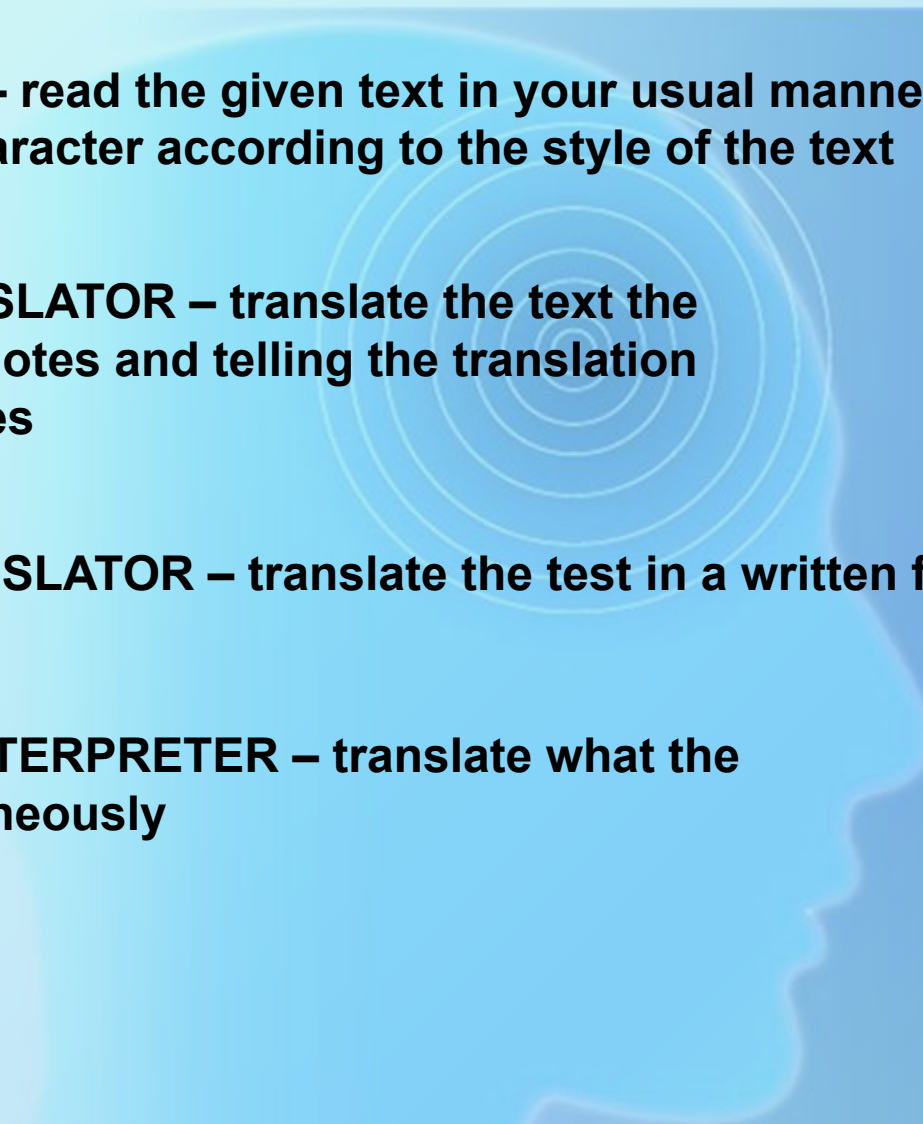 – read the given text in your usual manne
aracter according to the style of the text
SLATOR – translate the text the
otes and telling the translation
es
SLATOR – translate the test in a written f
TERPRETER – translate what the
neously